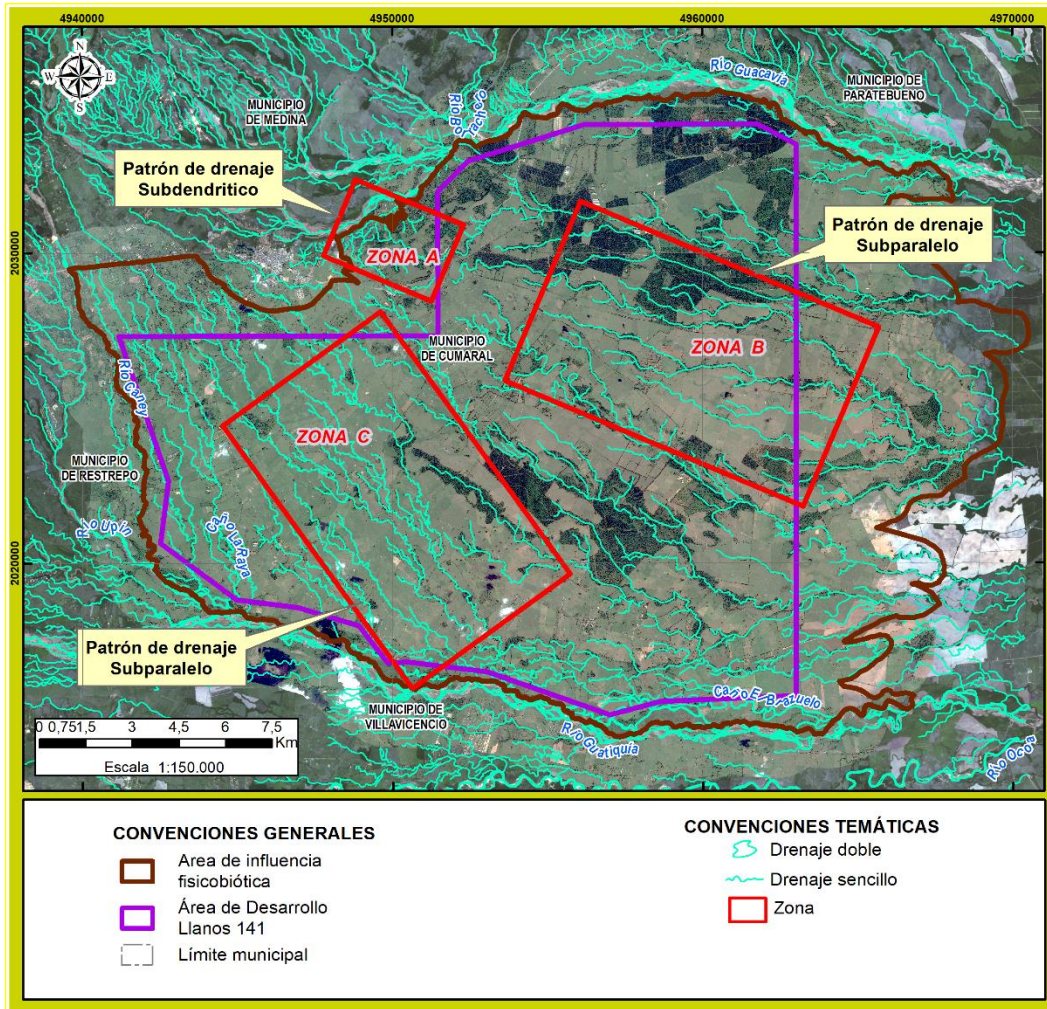 4940000
4950000
4960000
4970000
N
W
E
S
MUNICIPIO
DE MEDINA
Río Guacavía
MUNICIPIO DE
PARATEBUENO
Patrón de drenaje
Subdendritico
ZONA A
Patrón de drenaje
Subparalelo
2030000
2030000
MUNICIPIO
DE CUMARAL
ZONA B
Río Caney
ZONA C
MUNICIPIO
DE RESTREPO
Río Upín
Caño La Raya
2020000
2020000
Patrón de drenaje
Subparalelo
MUNICIPIO DE
VILLAVICENCIO
Caño El Brazuelo
Río Guatiquía
Río Ocoa
0 0,751,5 3 4,5 6 7,5
Km
Escala 1:150.000
CONVENCIONES GENERALES
Area de influencia
fisicobiótica
Área de Desarrollo
Llanos 141
Límite municipal
CONVENCIONES TEMÁTICAS
Drenaje doble
Drenaje sencillo
Zona